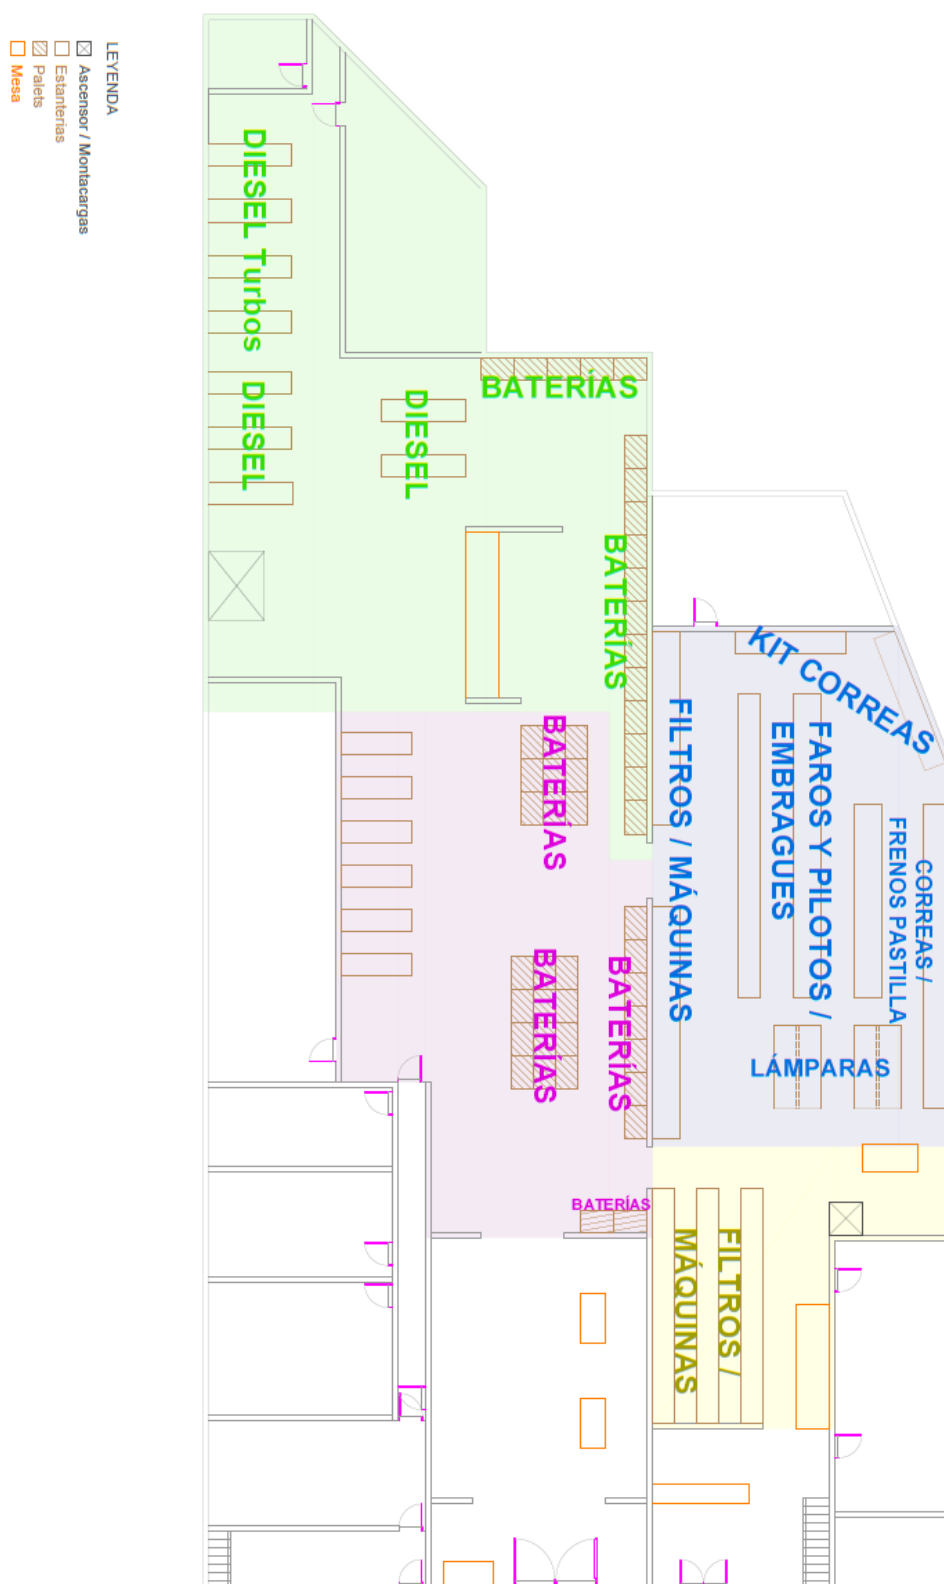 LEYENDA
Ascensor / Montacargas
Estanterias
Palets
Mesa
DIESEL Turbos
DIESEL
DIESEL
BATERÍAS
BATERÍAS
KIT CORREAS
FILTROS / MÁQUINAS
FAROS Y PILOTOS /
EMBRAGUES
CORREAS /
FRENOS PASTILLA
LÁMPARAS
BATERÍAS
BATERÍAS
BATERÍAS
BATERÍAS
FILTROS /
MÁQUINAS